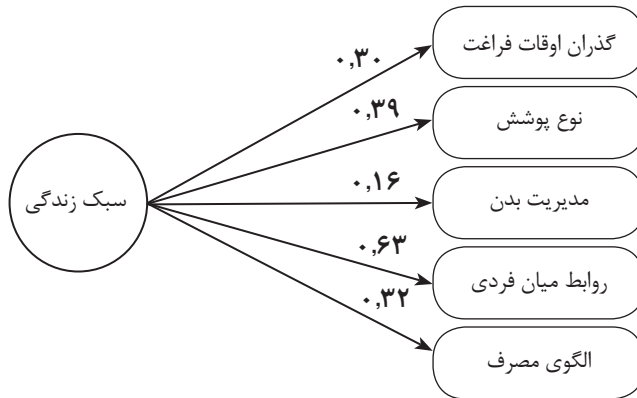 گذران اوقات فراغت
۰,۳۰
نوع پوشش
۰,۳۹
سبک زندگی
مدیریت بدن
۰,۱۶
روابط میان فردی
۰,۶۳
الگوی مصرف
۰,۳۲